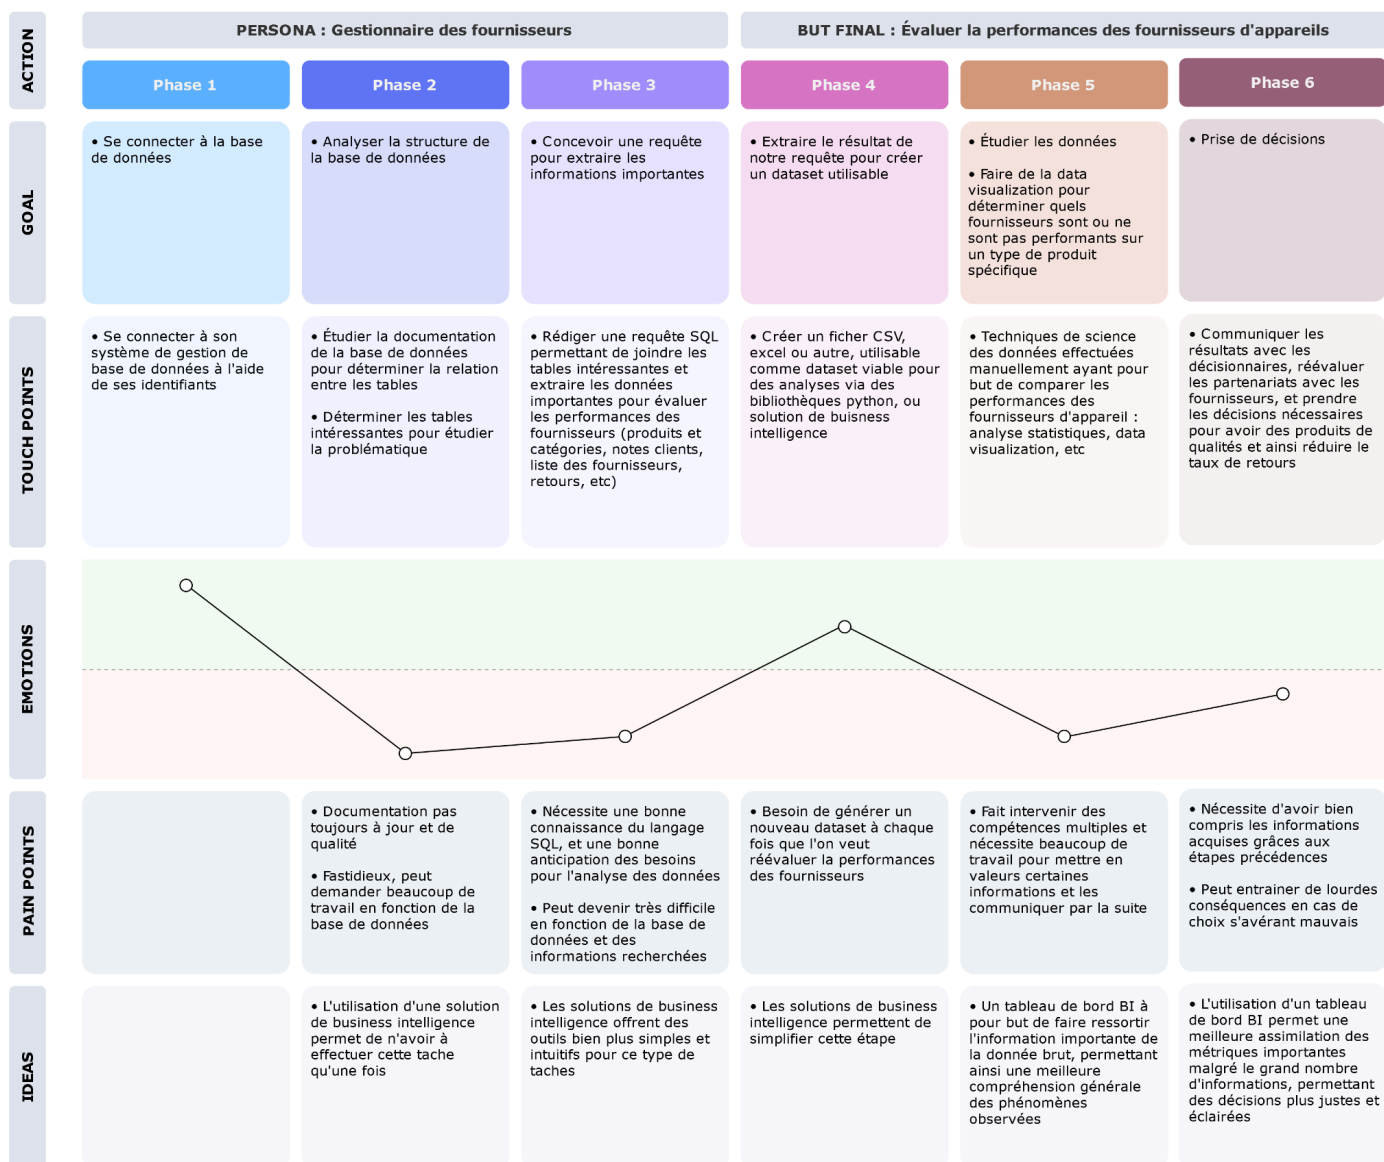 ACTION
PERSONA : Gestionnaire des fournisseurs
BUT FINAL : Évaluer la performances des fournisseurs d'appareils
Phase 1
Phase 2
Phase 3
Phase 4
Phase 5
Phase 6
GOAL
• Se connecter à la base
de données
• Analyser la structure de
la base de données
• Concevoir une requête
pour extraire les
informations importantes
• Extraire le résultat de
notre requête pour créer
un dataset utilisable
• Étudier les données
• Faire de la data
visualization pour
déterminer quels
fournisseurs sont ou ne
sont pas performants sur
un type de produit
spécifique
• Prise de décisions
TOUCH POINTS
• Se connecter à son
système de gestion de
base de données à l'aide
de ses identifiants
• Étudier la documentation
de la base de données
pour déterminer la relation
entre les tables
• Déterminer les tables
intéressantes pour étudier
la problématique
• Rédiger une requête SQL
permettant de joindre les
tables intéressantes et
extraire les données
importantes pour évaluer
les performances des
fournisseurs (produits et
catégories, notes clients,
liste des fournisseurs,
retours, etc)
• Créer un ficher CSV,
excel ou autre, utilisable
comme dataset viable pour
des analyses via des
bibliothèques python, ou
solution de buisness
intelligence
• Techniques de science
des données effectuées
manuellement ayant pour
but de comparer les
performances des
fournisseurs d'appareil :
analyse statistiques, data
visualization, etc
• Communiquer les
résultats avec les
décisionnaires, réévaluer
les partenariats avec les
fournisseurs, et prendre
les décisions nécessaires
pour avoir des produits de
qualités et ainsi réduire le
taux de retours
EMOTIONS
PAIN POINTS
• Documentation pas
toujours à jour et de
qualité
• Fastidieux, peut
demander beaucoup de
travail en fonction de la
base de données
• Nécessite une bonne
connaissance du langage
SQL, et une bonne
anticipation des besoins
pour l'analyse des données
• Peut devenir très difficile
en fonction de la base de
données et des
informations recherchées
• Besoin de générer un
nouveau dataset à chaque
fois que l'on veut
réévaluer la performances
des fournisseurs
• Fait intervenir des
compétences multiples et
nécessite beaucoup de
travail pour mettre en
valeurs certaines
informations et les
communiquer par la suite
• Nécessite d'avoir bien
compris les informations
acquises grâces aux
étapes précédences
• Peut entrainer de lourdes
conséquences en cas de
choix s'avérant mauvais
IDEAS
• L'utilisation d'une solution
de business intelligence
permet de n'avoir à
effectuer cette tache
qu'une fois
• Les solutions de business
intelligence offrent des
outils bien plus simples et
intuitifs pour ce type de
taches
• Les solutions de business
intelligence permettent de
simplifier cette étape
• Un tableau de bord BI à
pour but de faire ressortir
l'information importante de
la donnée brut, permettant
ainsi une meilleure
compréhension générale
des phénomènes
observées
• L'utilisation d'un tableau
de bord BI permet une
meilleure assimilation des
métriques importantes
malgré le grand nombre
d'informations, permettant
des décisions plus justes et
éclairées